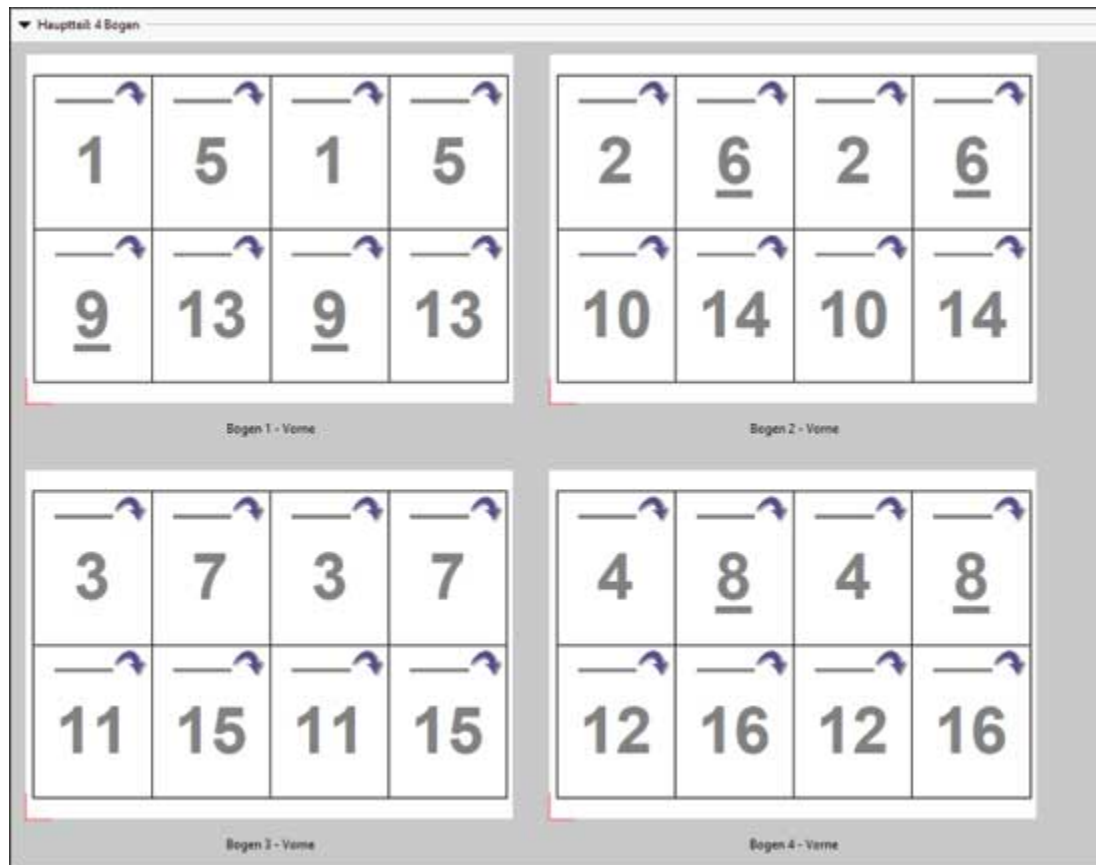 Hauptteil: 4 Bogen
1 5 1 5
9 13 9 13
Bogen 1 - Vorne
2 6 2 6
10 14 10 14
Bogen 2 - Vorne
3 7 3 7
11 15 11 15
Bogen 3 - Vorne
4 8 4 8
12 16 12 16
Bogen 4 - Vorne